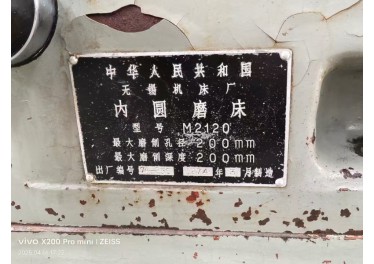 中华人民共和国
无锡机床厂
内圆磨床
型号 M2120
最大磨削孔径 200mm
最大磨削深度 200mm
出厂编号 年 月制造
vivo X200 Pro mini | ZEISS